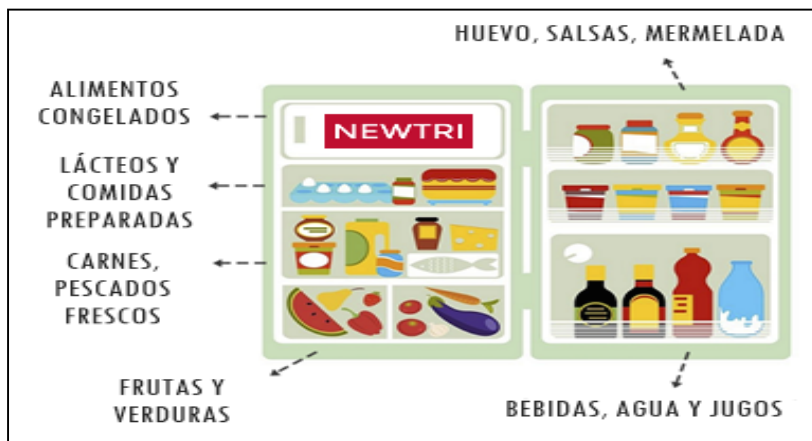 HUEVO, SALSAS, MERMELADA
ALIMENTOS
CONGELADOS
NEWTRI
LÁCTEOS Y
COMIDAS
PREPARADAS
CARNES,
PESCADOS
FRESCOS
FRUTAS Y
VERDURAS
BEBIDAS, AGUA Y JUGOS